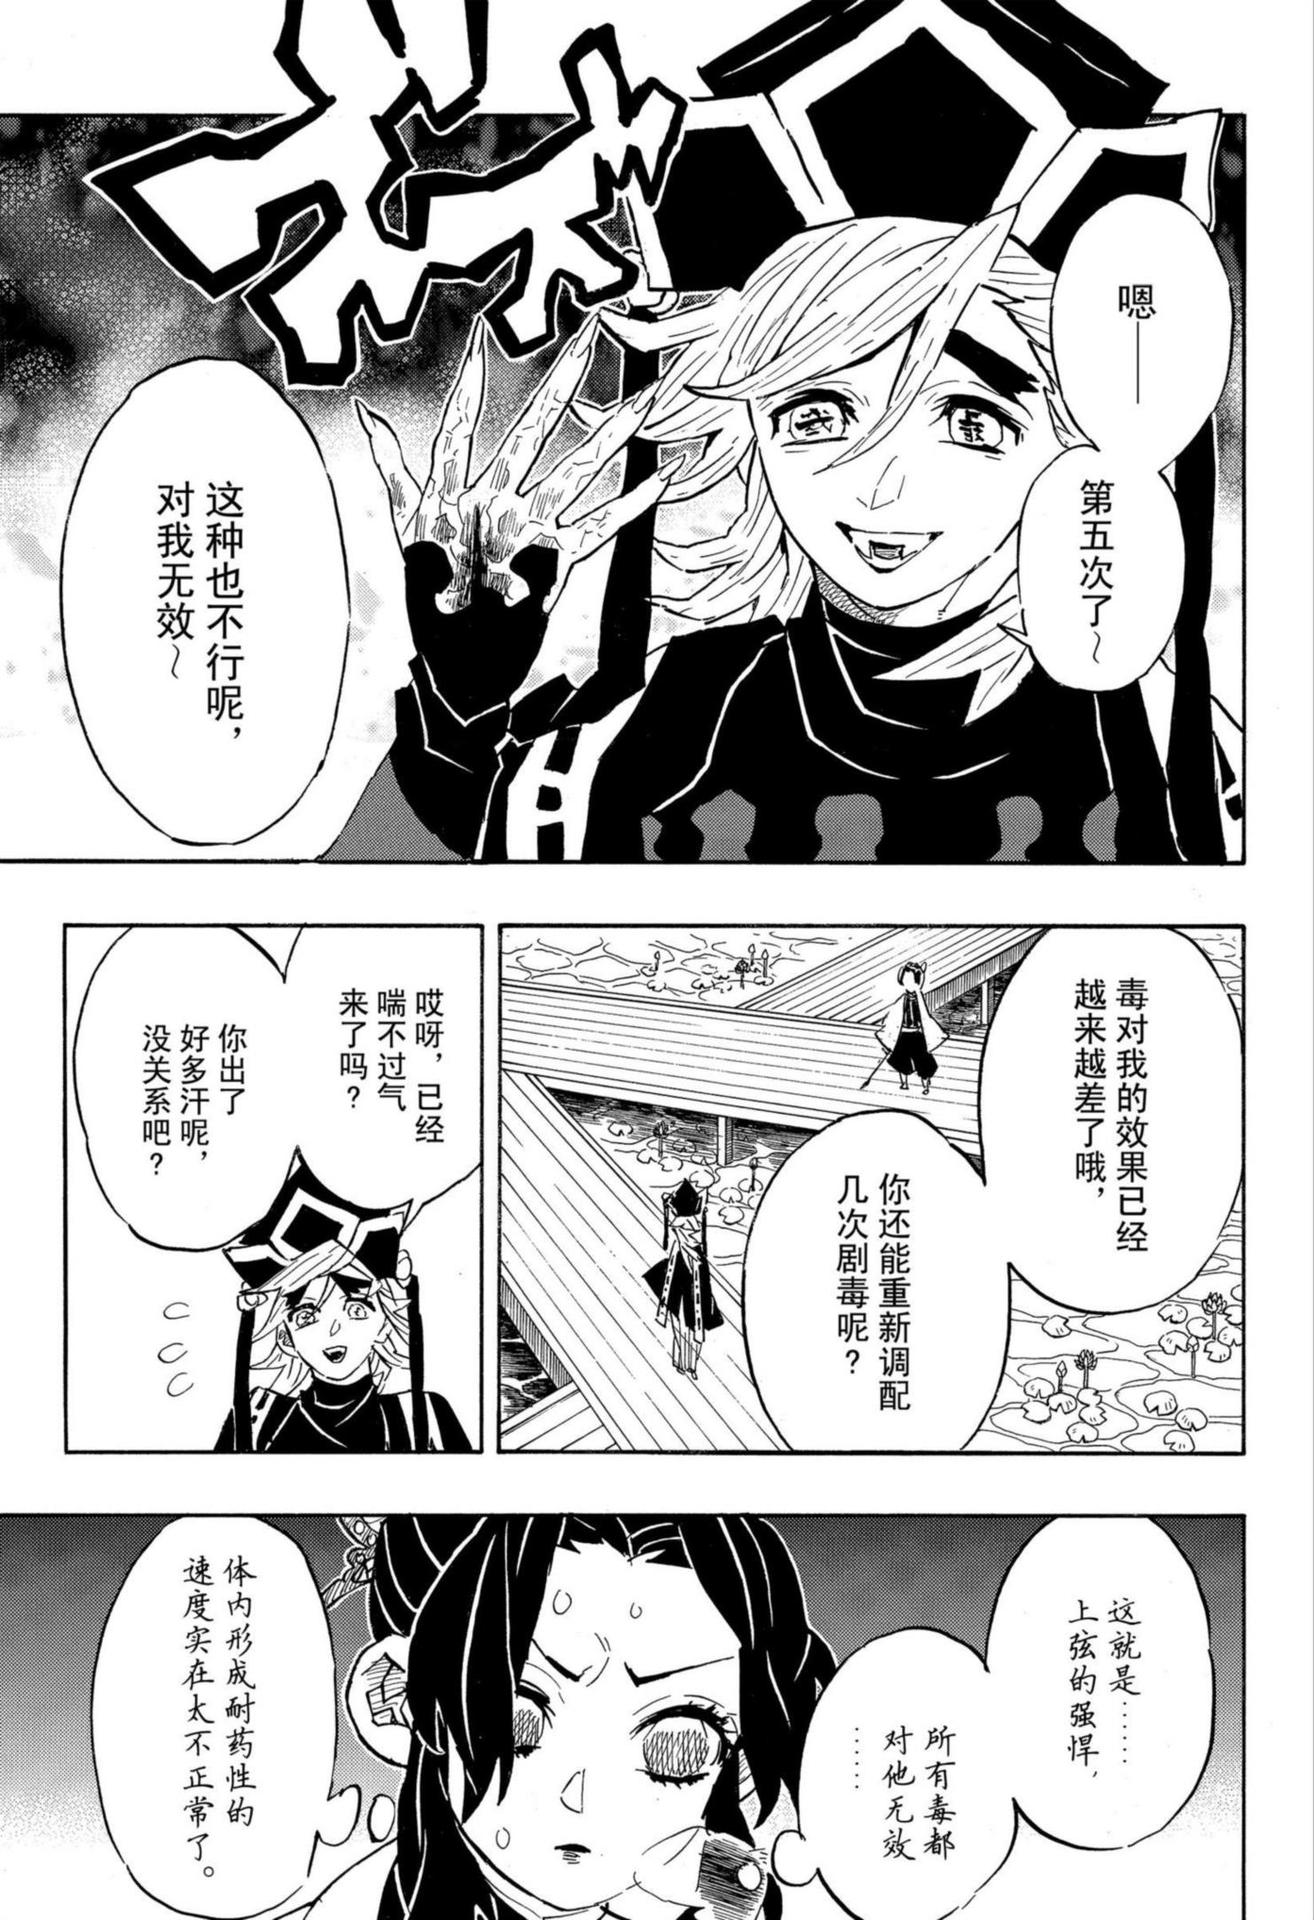 嗯——
第五次了～
这种也不行呢，
对我无效～
毒对我的效果已经
越来越差了哦，
你还能重新调配
几次剧毒呢？
哎呀，已经
喘不过气
来了吗？
你出了
好多汗呢，
没关系吧？
这就是……
上弦的强悍，
所有毒都
对他无效
……
体内形成耐药性的
速度实在太不正常了。